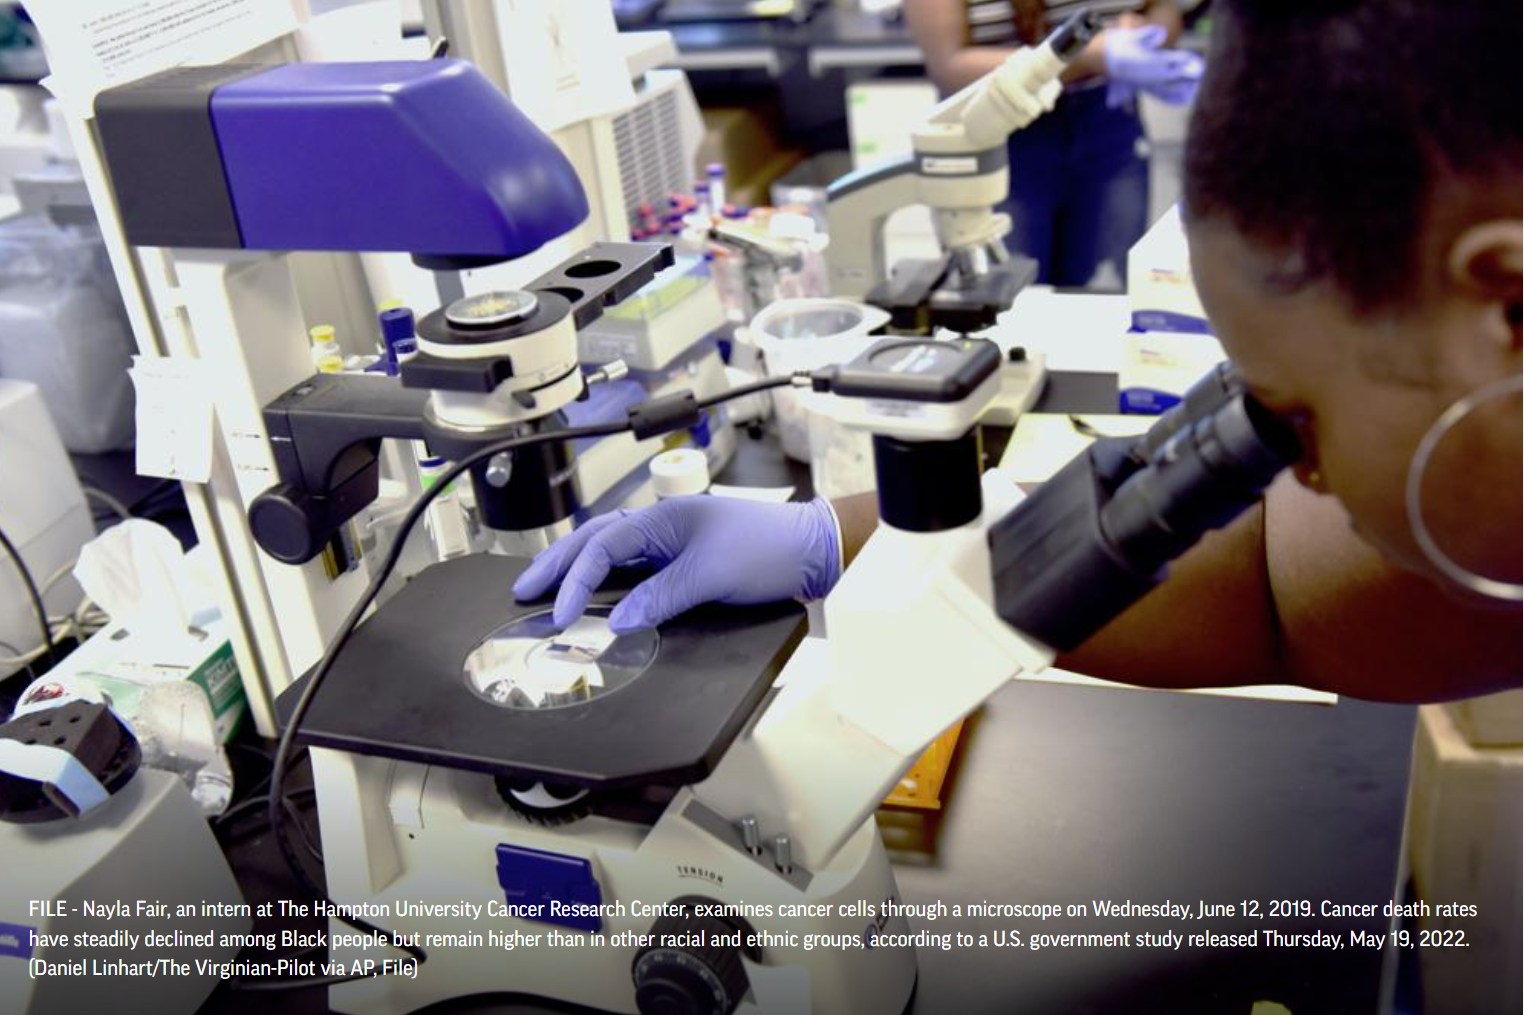 TENSION
FILE - Nayla Fair, an intern at The Hampton University Cancer Research Center, examines cancer cells through a microscope on Wednesday, June 12, 2019. Cancer death rates
have steadily declined among Black people but remain higher than in other racial and ethnic groups, according to a U.S. government study released Thursday, May 19, 2022.
(Daniel Linhart/The Virginian-Pilot via AP, File)